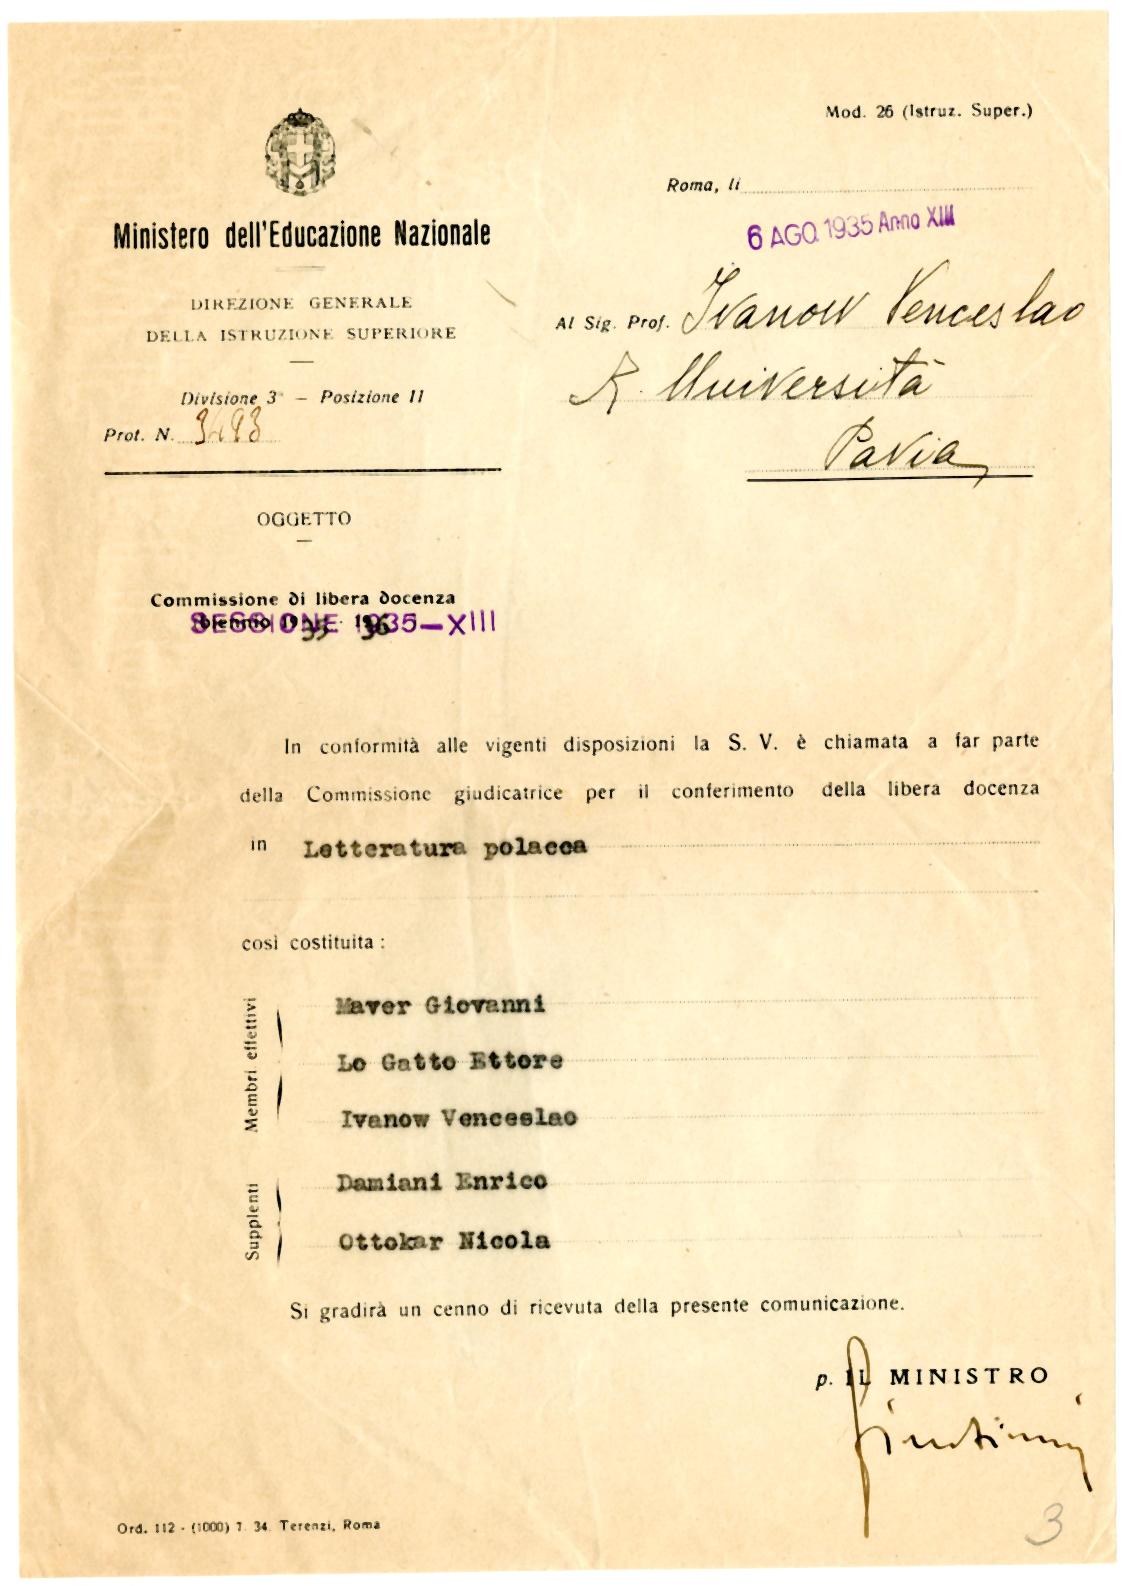 Mod. 26 (Istruz. Super.)
Ministero dell'Educazione Nazionale
DIREZIONE GENERALE
DELLA ISTRUZIONE SUPERIORE
Divisione 3ª — Posizione 11
Prot. N. 3493
Roma, li
6 AGO. 1935 Anno XIII
Al Sig. Prof. Ivanow Venceslao
R. Università
Pavia
OGGETTO
Commissione di libera docenza
biennio 1935 - 1936
SESSIONE 1935—XIII
In conformità alle vigenti disposizioni la S. V. è chiamata a far parte
della Commissione giudicatrice per il conferimento della libera docenza
in Letteratura polacca
così costituita:
Membri effettivi
Maver Giovanni
Lo Gatto Ettore
Ivanow Venceslao
Supplenti
Damiani Enrico
Ottokar Nicola
Si gradirà un cenno di ricevuta della presente comunicazione.
p. IL MINISTRO
Ord. 112 - (1000) 7. 34. Terenzi, Roma
3